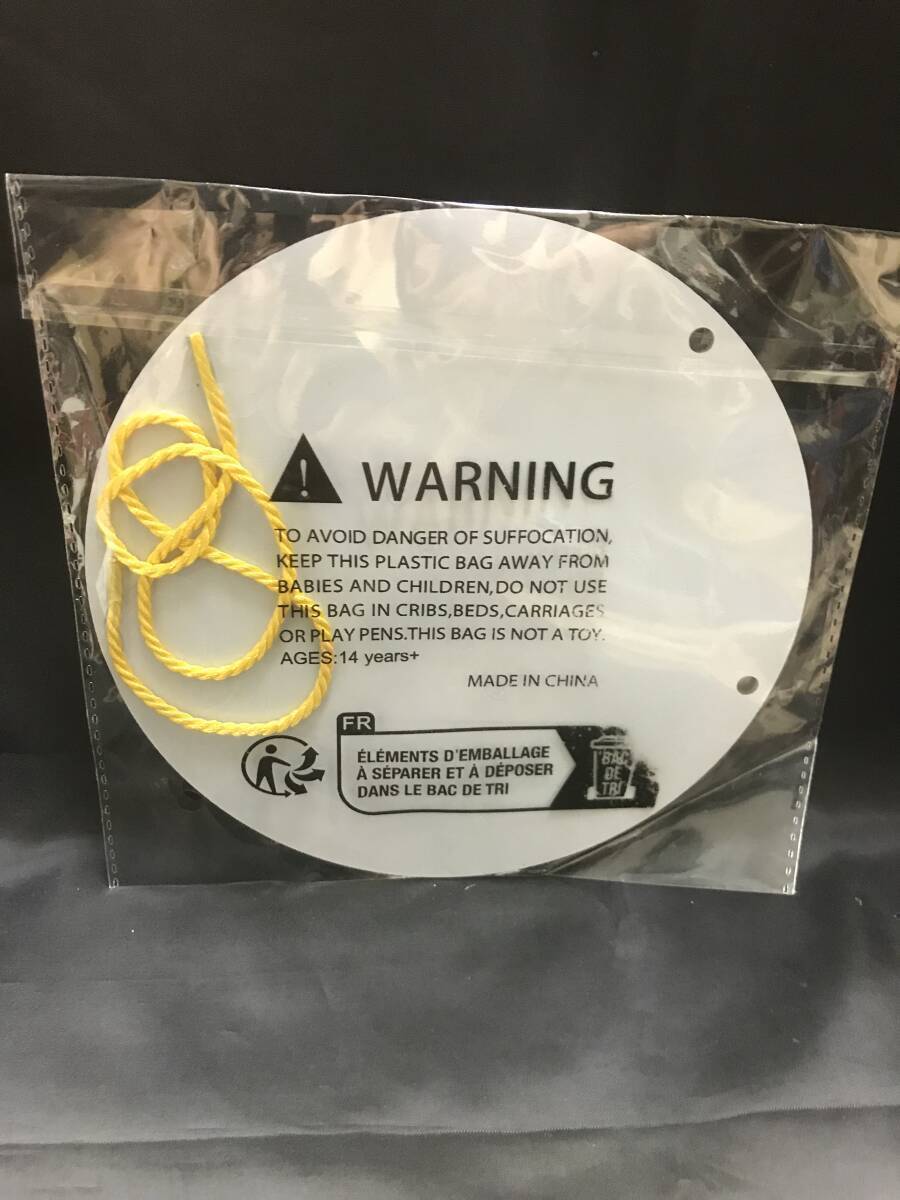 ! WARNING
TO AVOID DANGER OF SUFFOCATION,
KEEP THIS PLASTIC BAG AWAY FROM
BABIES AND CHILDREN,DO NOT USE
THIS BAG IN CRIBS,BEDS,CARRIAGES
OR PLAY PENS.THIS BAG IS NOT A TOY.
AGES:14 years+
MADE IN CHINA
FR
ÉLÉMENTS D'EMBALLAGE
À SÉPARER ET À DÉPOSER
DANS LE BAC DE TRI
BAC
DE
TRI